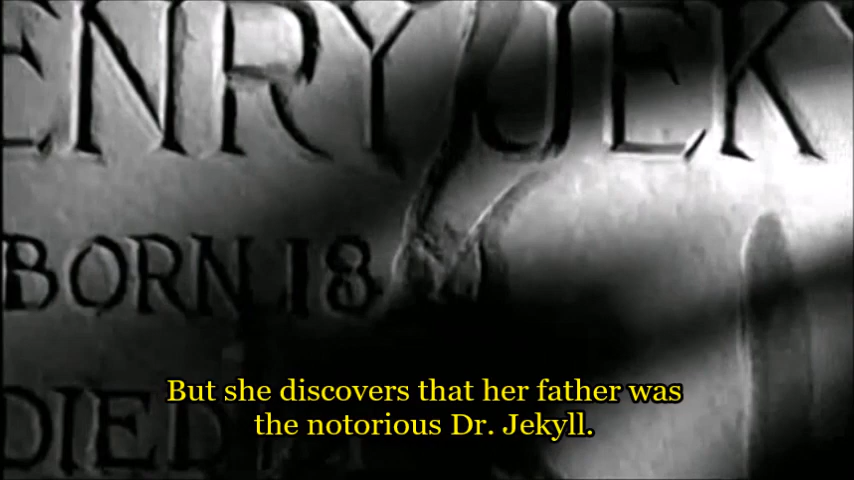 ENRY JEK
BORN 18
DIED
But she discovers that her father was
the notorious Dr. Jekyll.